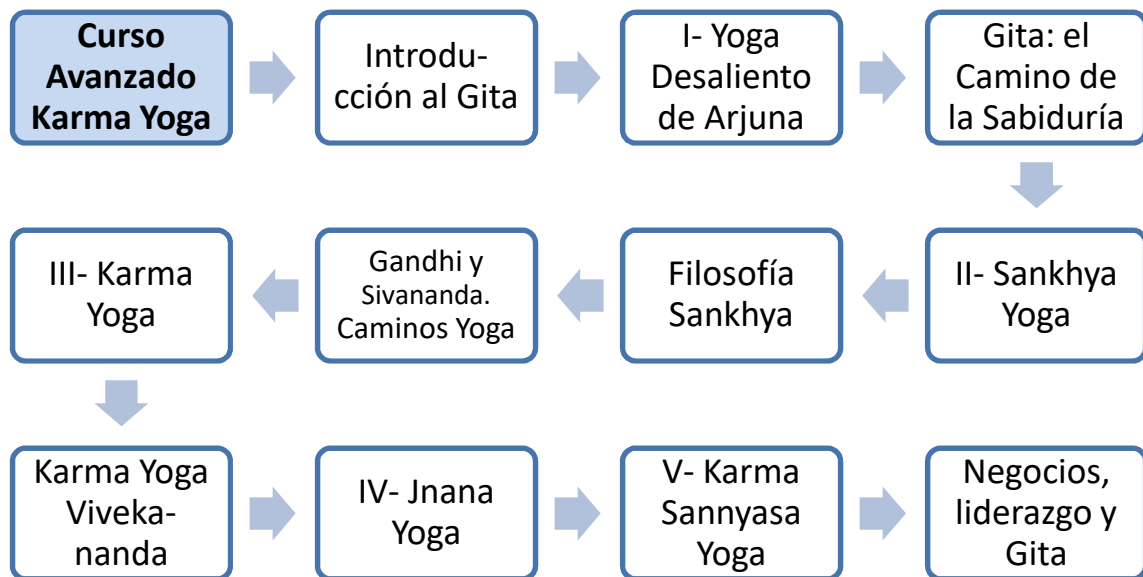 Curso
Avanzado
Karma Yoga
Introdu-
cción al Gita
I- Yoga
Desaliento
de Arjuna
Gita: el
Camino de
la Sabiduría
II- Sankhya
Yoga
Filosofía
Sankhya
Gandhi y
Sivananda.
Caminos Yoga
III- Karma
Yoga
Karma Yoga
Viveka-
nanda
IV- Jnana
Yoga
V- Karma
Sannyasa
Yoga
Negocios,
liderazgo y
Gita